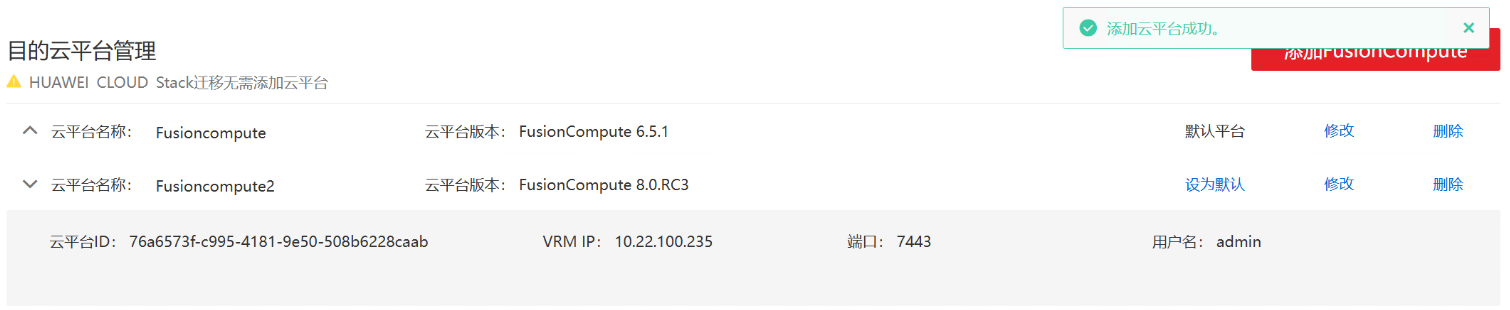 添加云平台成功。
目的云平台管理
添加FusionCompute
HUAWEI CLOUD Stack迁移无需添加云平台
云平台名称： Fusioncompute 云平台版本： FusionCompute 6.5.1 默认平台 修改 删除
云平台名称： Fusioncompute2 云平台版本： FusionCompute 8.0.RC3 设为默认 修改 删除
云平台ID： 76a6573f-c995-4181-9e50-508b6228caab VRM IP： 10.22.100.235 端口： 7443 用户名： admin